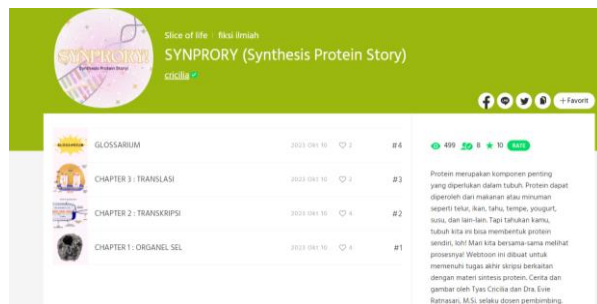 Slice of life fiksi ilmiah
SYNPRORY (Synthesis Protein Story)
cricilia
SYNPRORY!
Synthesis Protein Story!
+ Favorit
GLOSSARIUM 2023 Okt 10 2 #4
CHAPTER 3 : TRANSLASI 2023 Okt 10 2 #3
CHAPTER 2 : TRANSKRIPSI 2023 Okt 10 4 #2
CHAPTER 1 : ORGANEL SEL 2023 Okt 10 4 #1
499 8 10 RATE
Protein merupakan komponen penting
yang diperlukan dalam tubuh. Protein dapat
diperoleh dari makanan atau minuman
seperti telur, ikan, tahu, tempe, yougurt,
susu, dan lain-lain. Tapi tahukan kamu,
tubuh kita ini bisa membentuk protein
sendiri, loh! Mari kita bersama-sama melihat
prosesnya! Webtoon ini dibuat untuk
memenuhi tugas akhir skripsi berkaitan
dengan materi sintesis protein. Cerita dan
gambar oleh Tyas Cricilia dan Dra. Evie
Ratnasari, M.Si. selaku dosen pembimbing.